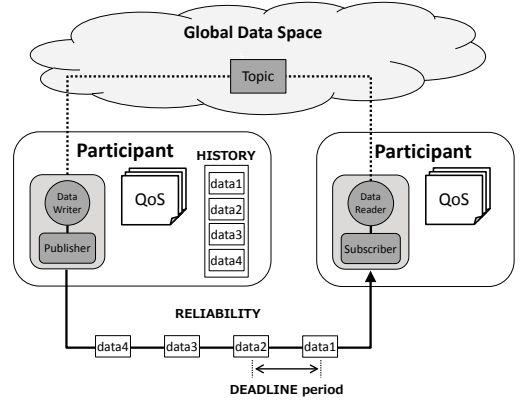 Global Data Space
Topic
Participant
HISTORY
Data
Writer
Publisher
QoS
data1
data2
data3
data4
Participant
Data
Reader
Subscriber
QoS
RELIABILITY
data4
data3
data2
data1
DEADLINE period